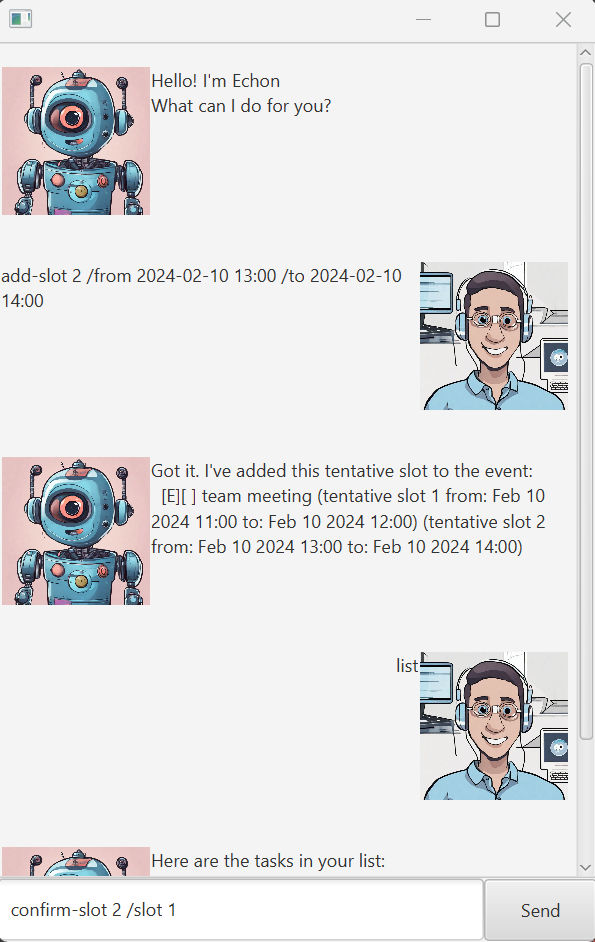 Hello! I'm Echon
What can I do for you?
add-slot 2 /from 2024-02-10 13:00 /to 2024-02-10
14:00
Got it. I've added this tentative slot to the event:
[E][ ] team meeting (tentative slot 1 from: Feb 10
2024 11:00 to: Feb 10 2024 12:00) (tentative slot 2
from: Feb 10 2024 13:00 to: Feb 10 2024 14:00)
list
Here are the tasks in your list:
confirm-slot 2 /slot 1
Send